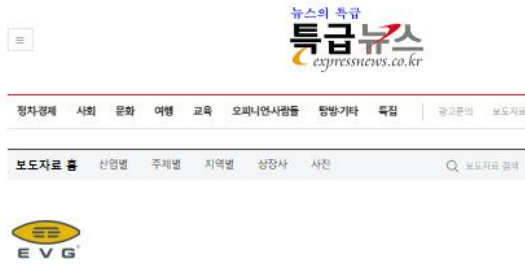 뉴스의 특급
특급뉴스
expressnews.co.kr
정치·경제 사회 문화 여행 교육 오피니언·사람들 탐방·기타 특집 광고문의 보도자료
보도자료 홈 산업별 주제별 지역별 상장사 사진 보도자료 검색
EVG